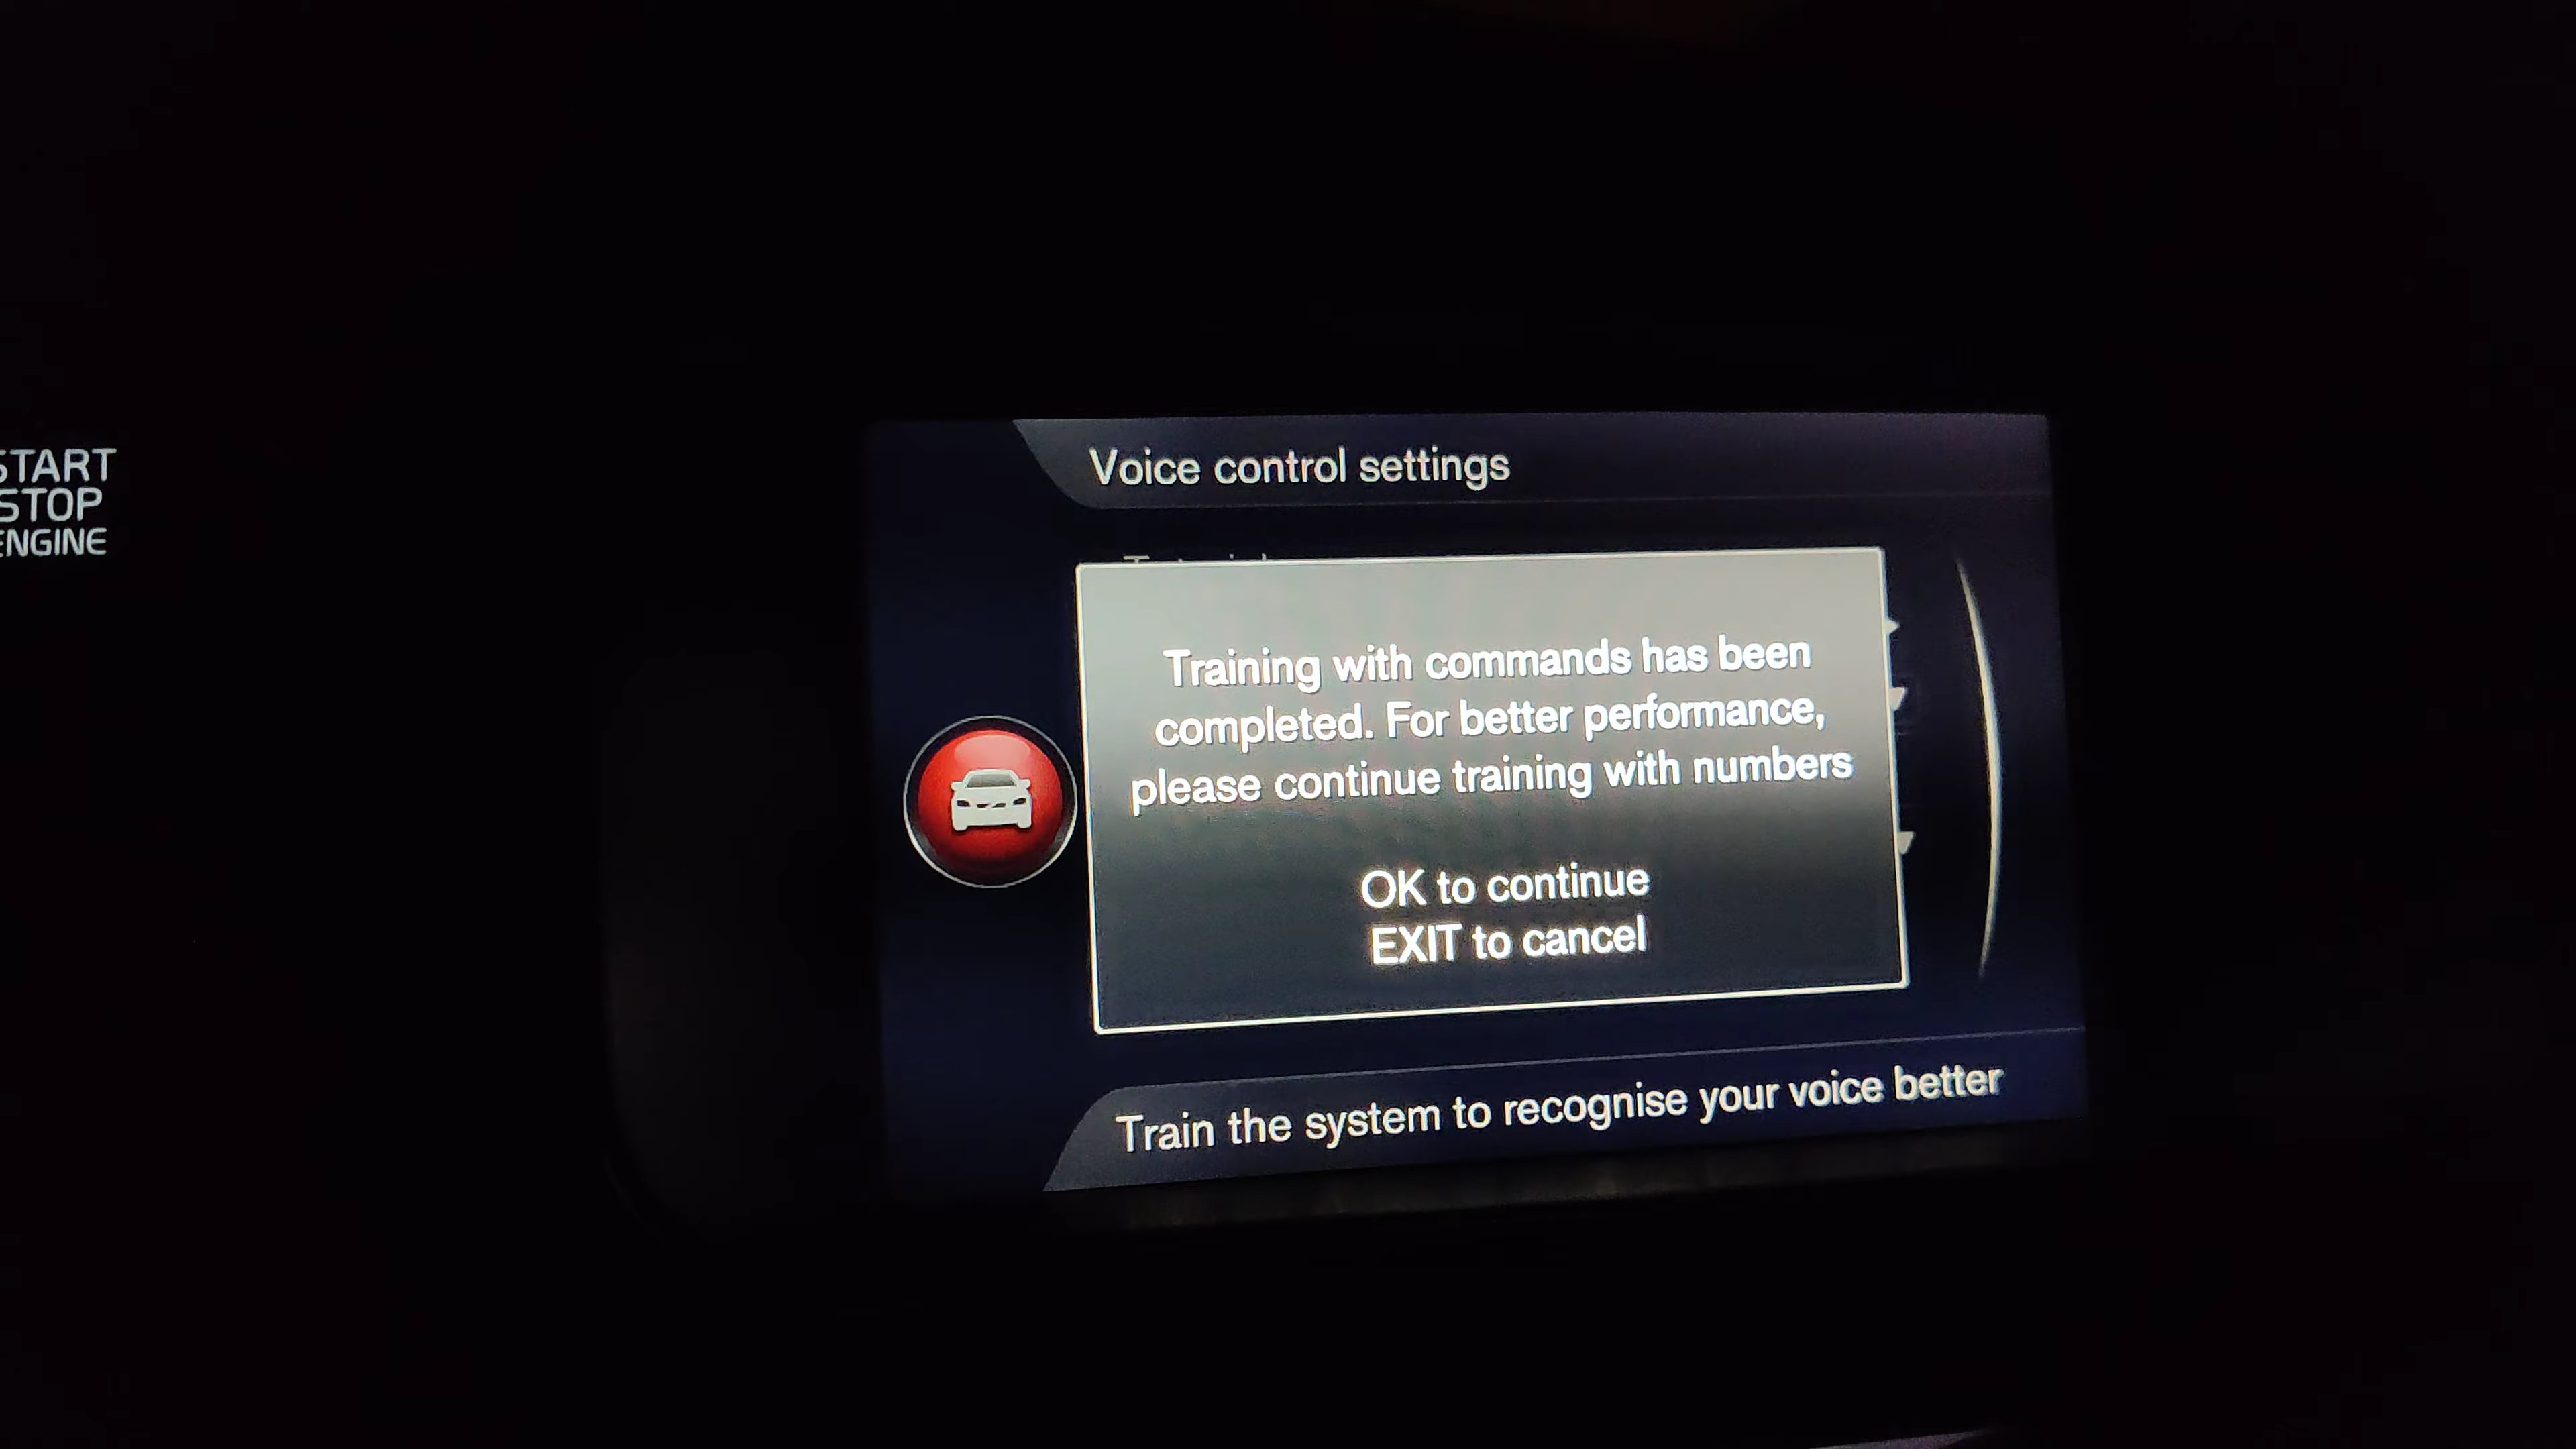 START
STOP
ENGINE
Voice control settings
Training with commands has been
completed. For better performance,
please continue training with numbers
OK to continue
EXIT to cancel
Train the system to recognise your voice better